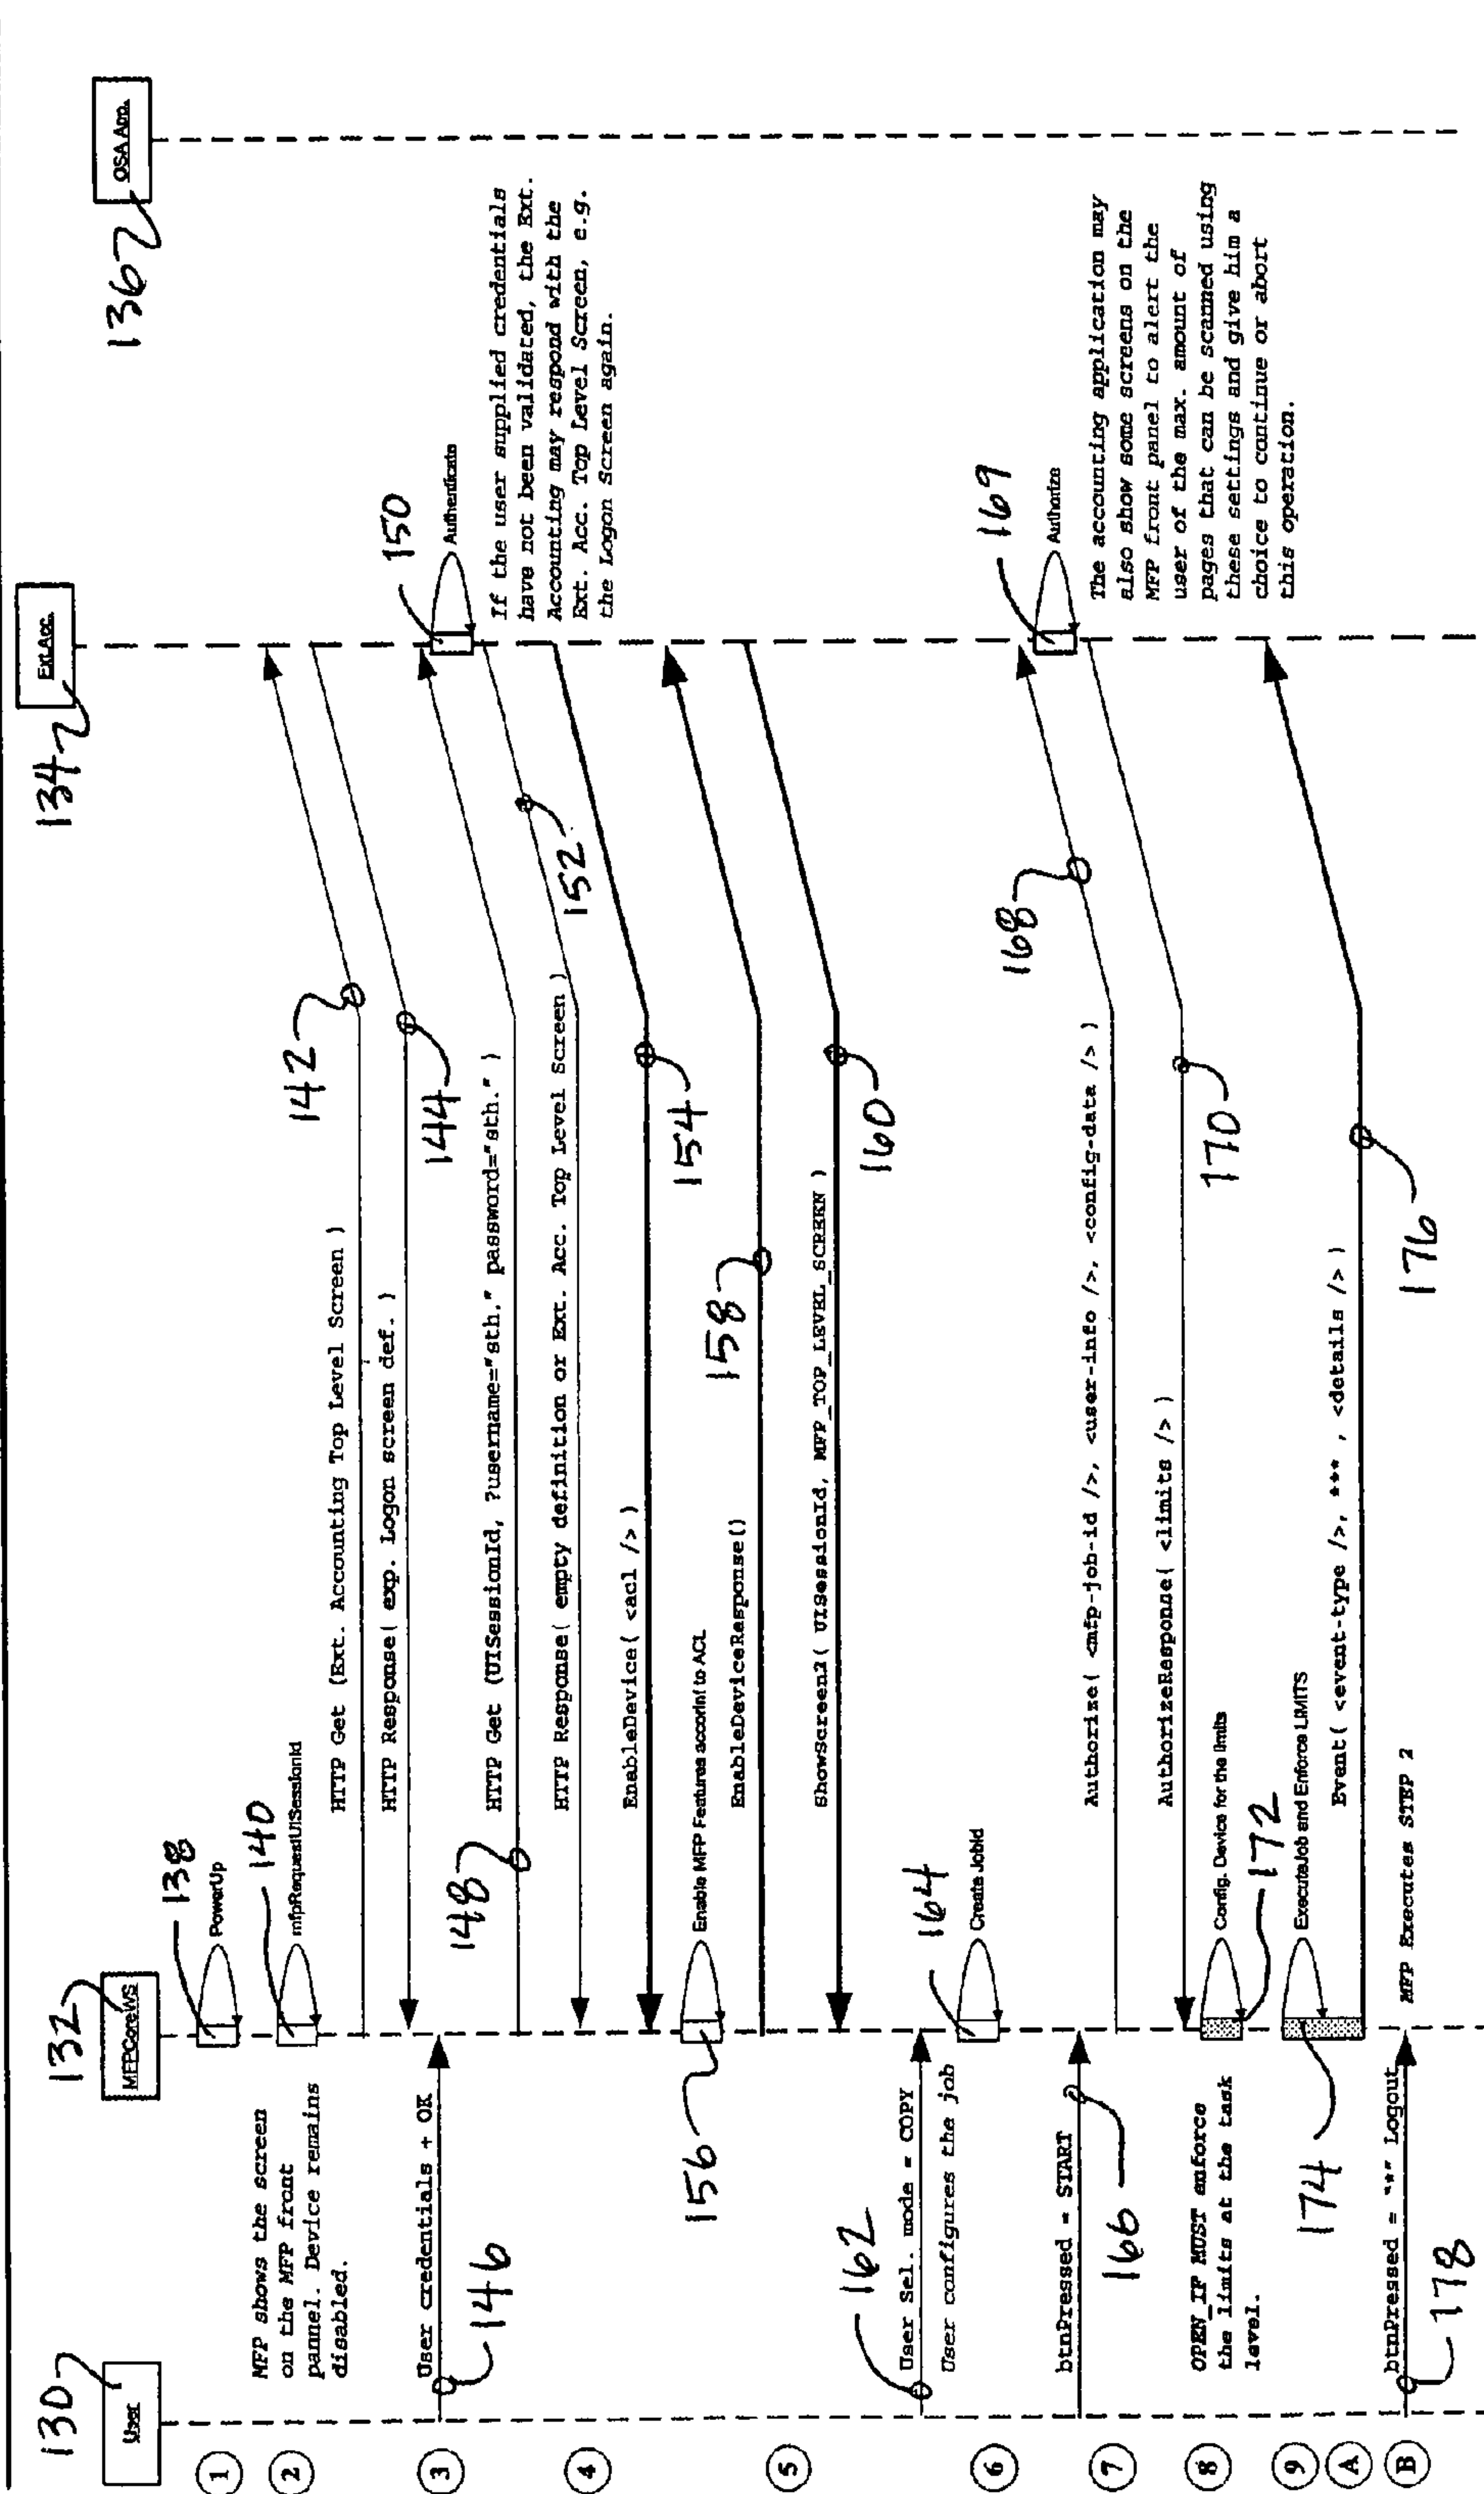 130
User
132
MFPCoreWS
134
Ext.Acc.
136
OSA App.
1
138
PowerUp
2
140
mfpRequestUISessionId
MFP shows the screen
on the MFP front
pannel. Device remains
disabled.
HTTP Get (Ext. Accounting Top Level Screen )
142
HTTP Response( exp. Logon screen def. )
144
3
User credentials + OK
146
148
HTTP Get (UISessionId, ?username="sth." password="sth." )
150
Authenticate
4
HTTP Response( empty definition or Ext. Acc. Top Level Screen )
152
If the user supplied credentials
have not been validated, the Ext.
Accounting may respond with the
Ext. Acc. Top Level Screen, e.g.
the Logon Screen again.
EnableDevice( <acl /> )
154
156
Enable MFP Features accorint to ACL
EnableDeviceResponse()
158
5
ShowScreen2( UISessionId, MFP_TOP_LEVEL_SCREEN )
160
162
User Sel. mode = COPY
User configures the job
6
164
Create JobId
7
btnPressed = START
166
Authorize( <mfp-job-id />, <user-info />, <config-data /> )
168
169
Authorize
AuthorizeResponse( <limits /> )
170
The accounting application may
also show some screens on the
MFP front panel to alert the
user of the max. amount of
pages that can be scanned using
these settings and give him a
choice to continue or abort
this operation.
8
OPEN_IF MUST enforce
the limits at the task
level.
Config. Device for the limits
172
9
174
ExecuteJob and Enforce LIMITS
A
Event( <event-type />, *** , <details /> )
176
B
btnPressed = "*" Logout
178
MFP Executes STEP 2